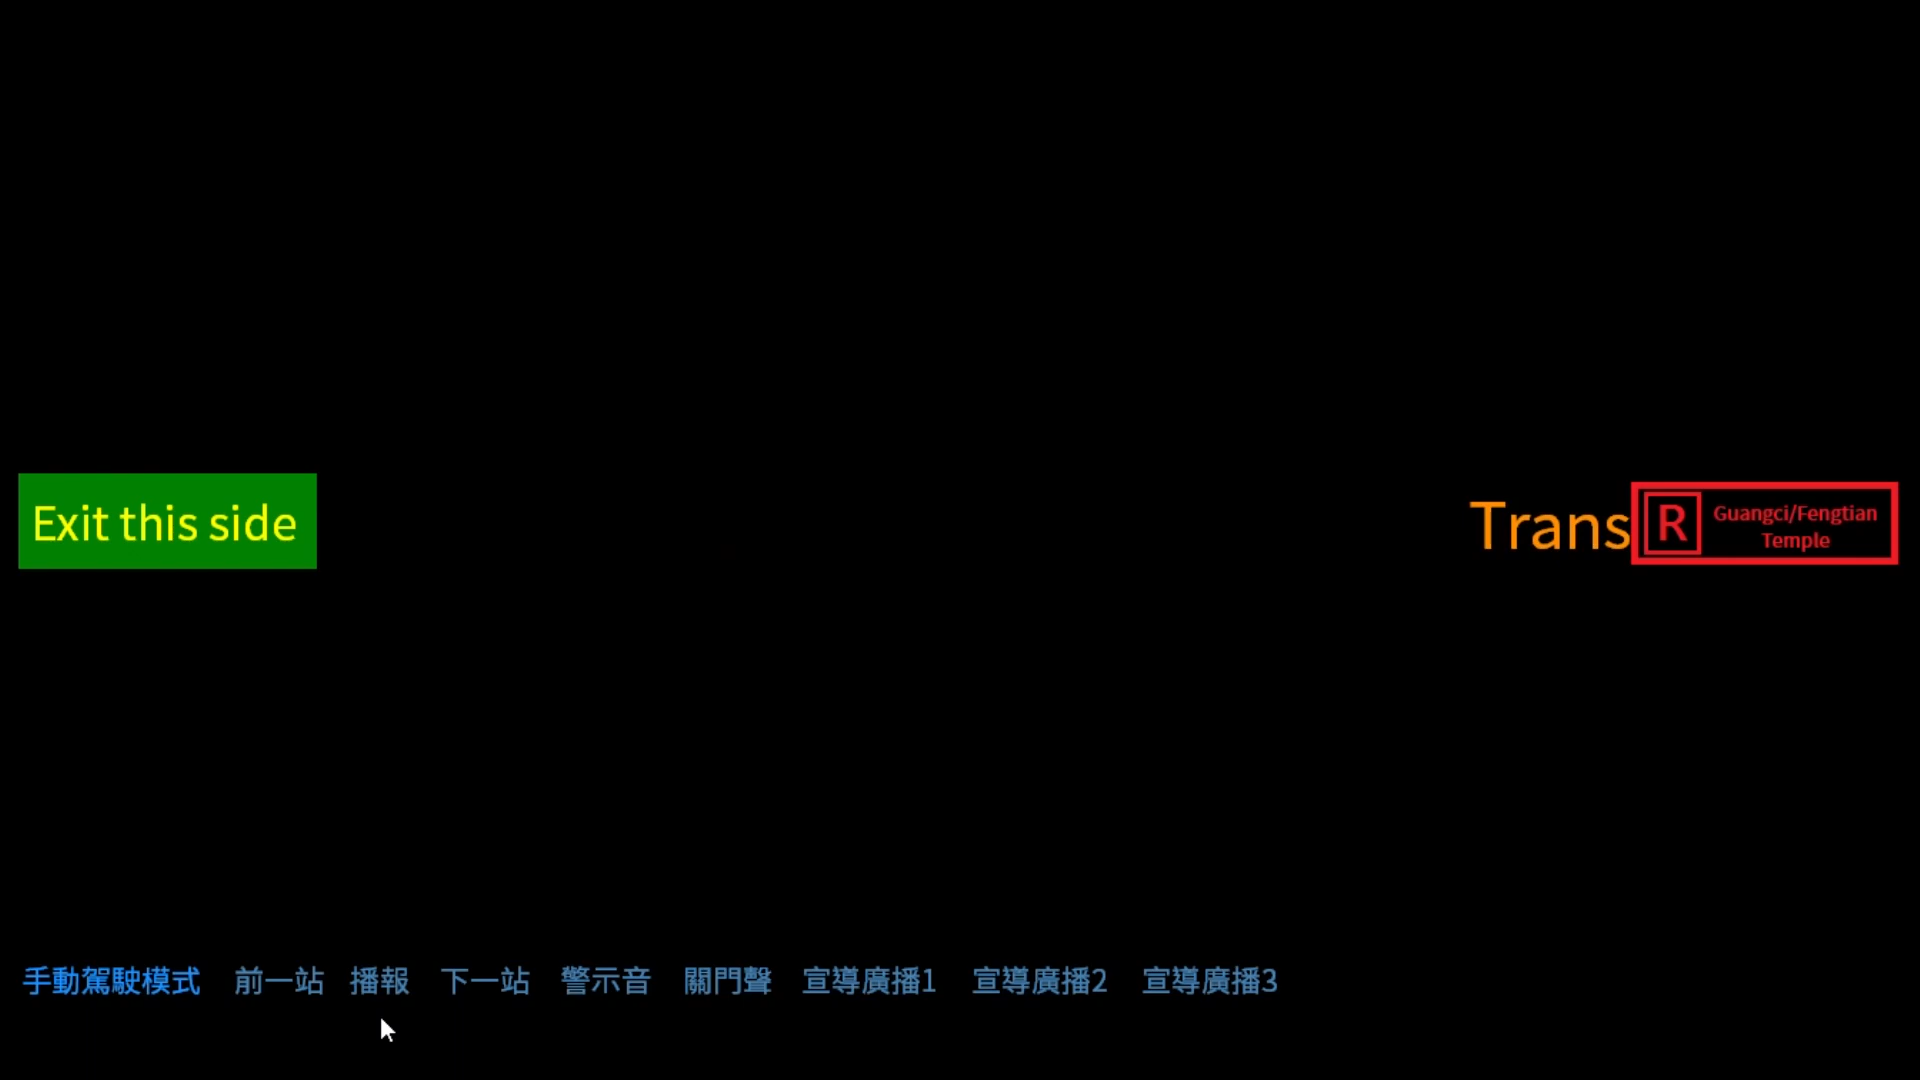 Exit this side
Trans
R
Guangci/Fengtian
Temple
手動駕駛模式 前一站 播報 下一站 警示音 關門聲 宣導廣播1 宣導廣播2 宣導廣播3